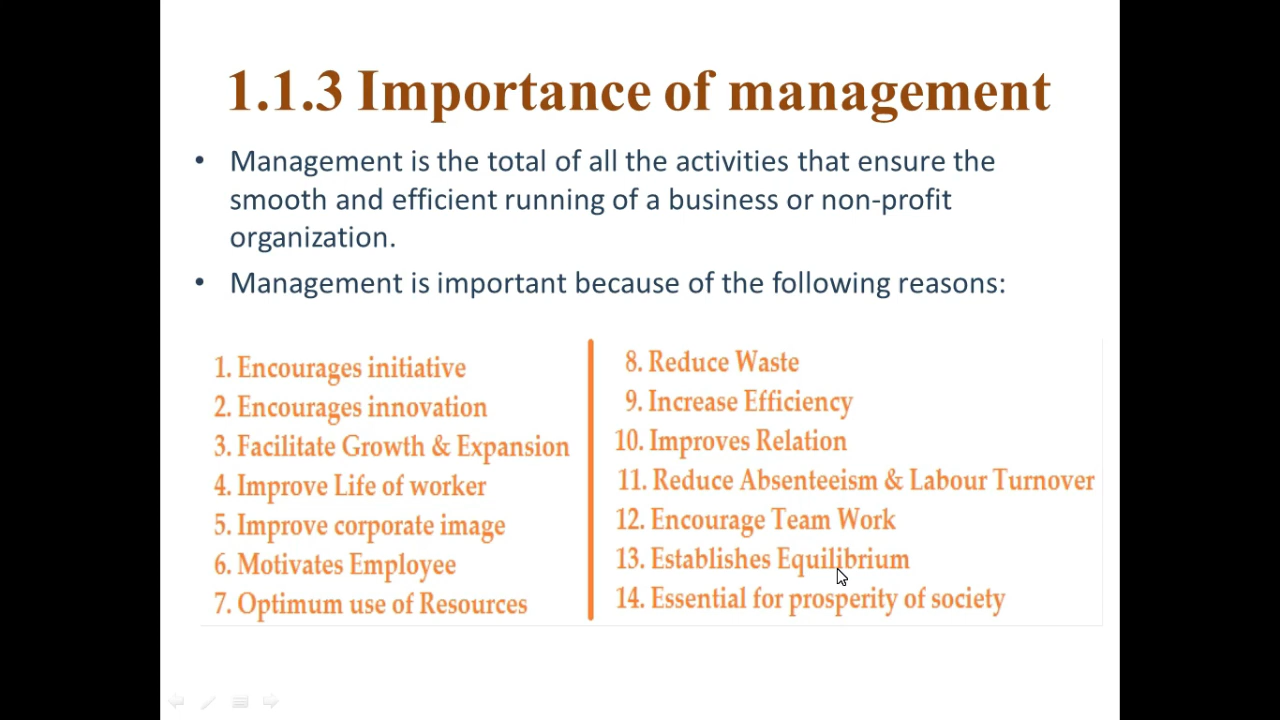 1.1.3 Importance of management
• Management is the total of all the activities that ensure the
smooth and efficient running of a business or non-profit
organization.
• Management is important because of the following reasons:
1. Encourages initiative
2. Encourages innovation
3. Facilitate Growth & Expansion
4. Improve Life of worker
5. Improve corporate image
6. Motivates Employee
7. Optimum use of Resources
8. Reduce Waste
9. Increase Efficiency
10. Improves Relation
11. Reduce Absenteeism & Labour Turnover
12. Encourage Team Work
13. Establishes Equilibrium
14. Essential for prosperity of society